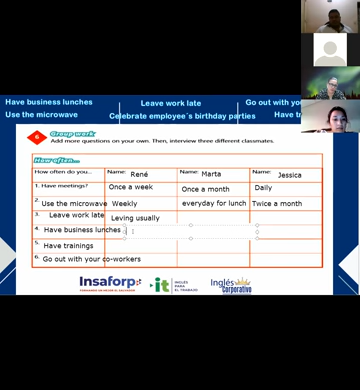 Have business lunches
Leave work late
Go out with you
Use the microwave
Celebrate employee´s birthday parties
Have tr
6
Group work
Add more questions on your own. Then, interview three different classmates.
How often...
How often do you...
Name: René
Name: Marta
Name: Jessica
1. Have meetings?
Once a week
Once a month
Daily
2. Use the microwave
Weekly
everyday for lunch
Twice a month
3. Leave work late
Leving usually
4. Have business lunches
5. Have trainings
6. Go out with your co-workers
Insaforp
it
INGLÉS
PARA
EL TRABAJO
Inglés
Corporativo